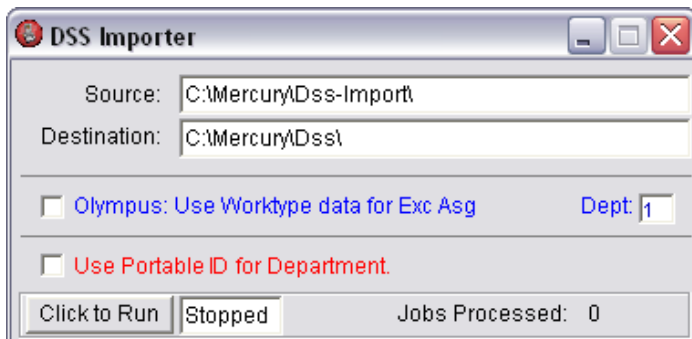 DSS Importer
Source: C:\Mercury\Dss-Import\
Destination: C:\Mercury\Dss\
Olympus: Use Worktype data for Exc Asg Dept: 1
Use Portable ID for Department.
Click to Run Stopped Jobs Processed: 0